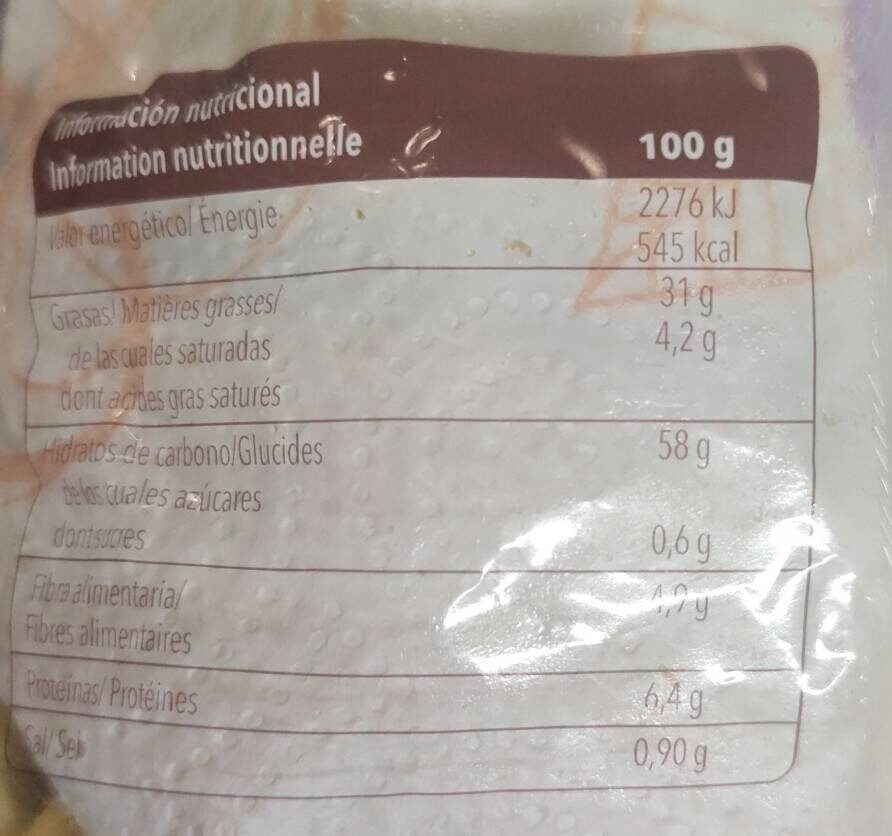 Información nutricional
Information nutritionnelle
100 g
Valor energético/ Énergie
2276 kJ
545 kcal
Grasas/ Matières grasses/
31 g
de las cuales saturadas
4,2 g
dont acides gras saturés
Hidratos de carbono/Glucides
58 g
de los cuales azúcares
dont sucres
0,6 g
Fibra alimentaria/
Fibres alimentaires
Proteínas/ Protéines
6,4 g
Sal/ Sel
0,90 g